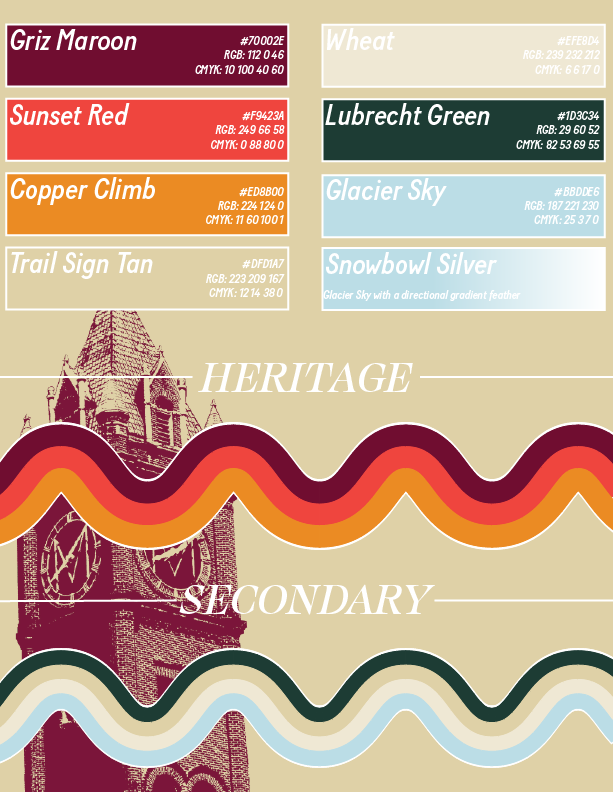 Griz Maroon
#70002E
RGB: 112 0 46
CMYK: 10 100 40 60
Sunset Red
#F9423A
RGB: 249 66 58
CMYK: 0 88 80 0
Copper Climb
#ED8B00
RGB: 224 124 0
CMYK: 11 60 100 1
Trail Sign Tan
#DFD1A7
RGB: 223 209 167
CMYK: 12 14 38 0
Wheat
#EFE8D4
RGB: 239 232 212
CMYK: 6 6 17 0
Lubrecht Green
#1D3C34
RGB: 29 60 52
CMYK: 82 53 69 55
Glacier Sky
#BBDDE6
RGB: 187 221 230
CMYK: 25 3 7 0
Snowbowl Silver
Glacier Sky with a directional gradient feather
HERITAGE
SECONDARY